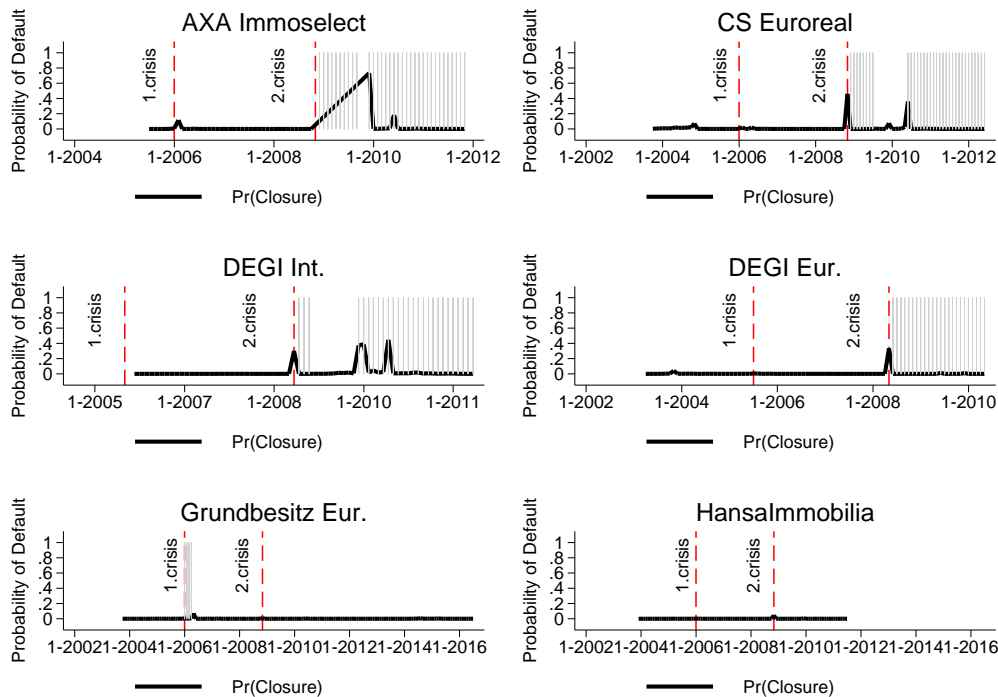 AXA Immoselect
Probability of Default
1
.8
.6
.4
.2
0
1.crisis
2.crisis
1-2004 1-2006 1-2008 1-2010 1-2012
Pr(Closure)
CS Euroreal
Probability of Default
1
.8
.6
.4
.2
0
1.crisis
2.crisis
1-2002 1-2004 1-2006 1-2008 1-2010 1-2012
Pr(Closure)
DEGI Int.
Probability of Default
1
.8
.6
.4
.2
0
1.crisis
2.crisis
1-2005 1-2007 1-2008 1-2010 1-2011
Pr(Closure)
DEGI Eur.
Probability of Default
1
.8
.6
.4
.2
0
1.crisis
2.crisis
1-2002 1-2004 1-2006 1-2008 1-2010
Pr(Closure)
Grundbesitz Eur.
Probability of Default
1
.8
.6
.4
.2
0
1.crisis
2.crisis
1-20021-20041-20061-20081-20101-20121-20141-2016
Pr(Closure)
HansaImmobilia
Probability of Default
1
.8
.6
.4
.2
0
1.crisis
2.crisis
1-20021-20041-20061-20081-20101-20121-20141-2016
Pr(Closure)